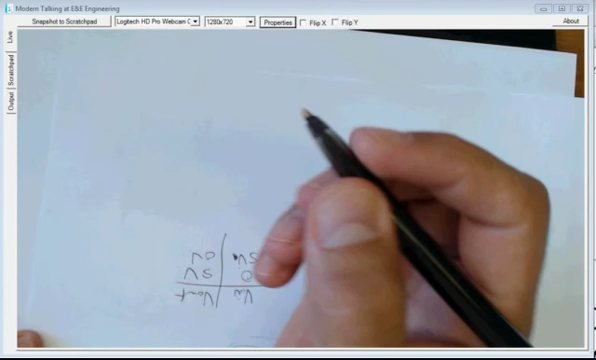 Modern Talking at E&E Engineering
Snapshot to Scratchpad Logitech HD Pro Webcam C 1280x720 Properties Flip X Flip Y About
Live
Scratchpad
Output
Vin Vout
0 5V
5V 0V